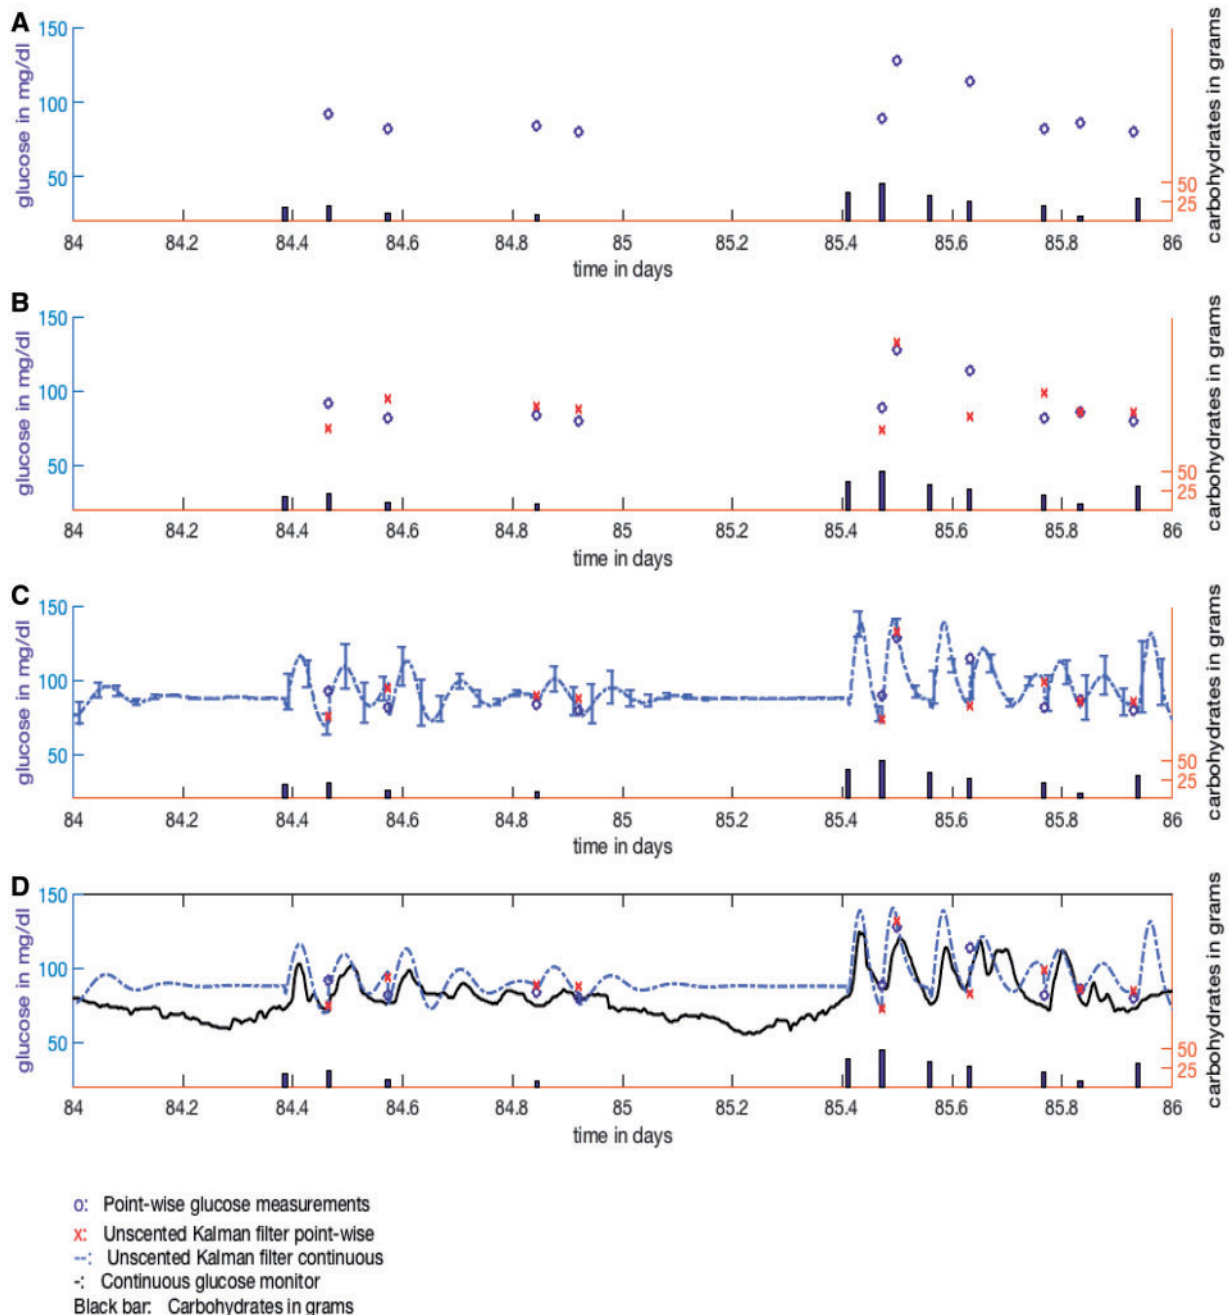 A
150
100
50
glucose in mg/dl
50
25
carbohydrates in grams
84 84.2 84.4 84.6 84.8 85 85.2 85.4 85.6 85.8 86
time in days
B
150
100
50
glucose in mg/dl
50
25
carbohydrates in grams
84 84.2 84.4 84.6 84.8 85 85.2 85.4 85.6 85.8 86
time in days
C
150
100
50
glucose in mg/dl
50
25
carbohydrates in grams
84 84.2 84.4 84.6 84.8 85 85.2 85.4 85.6 85.8 86
time in days
D
150
100
50
glucose in mg/dl
50
25
carbohydrates in grams
84 84.2 84.4 84.6 84.8 85 85.2 85.4 85.6 85.8 86
time in days
o: Point-wise glucose measurements
x: Unscented Kalman filter point-wise
--: Unscented Kalman filter continuous
-: Continuous glucose monitor
Black bar: Carbohydrates in grams